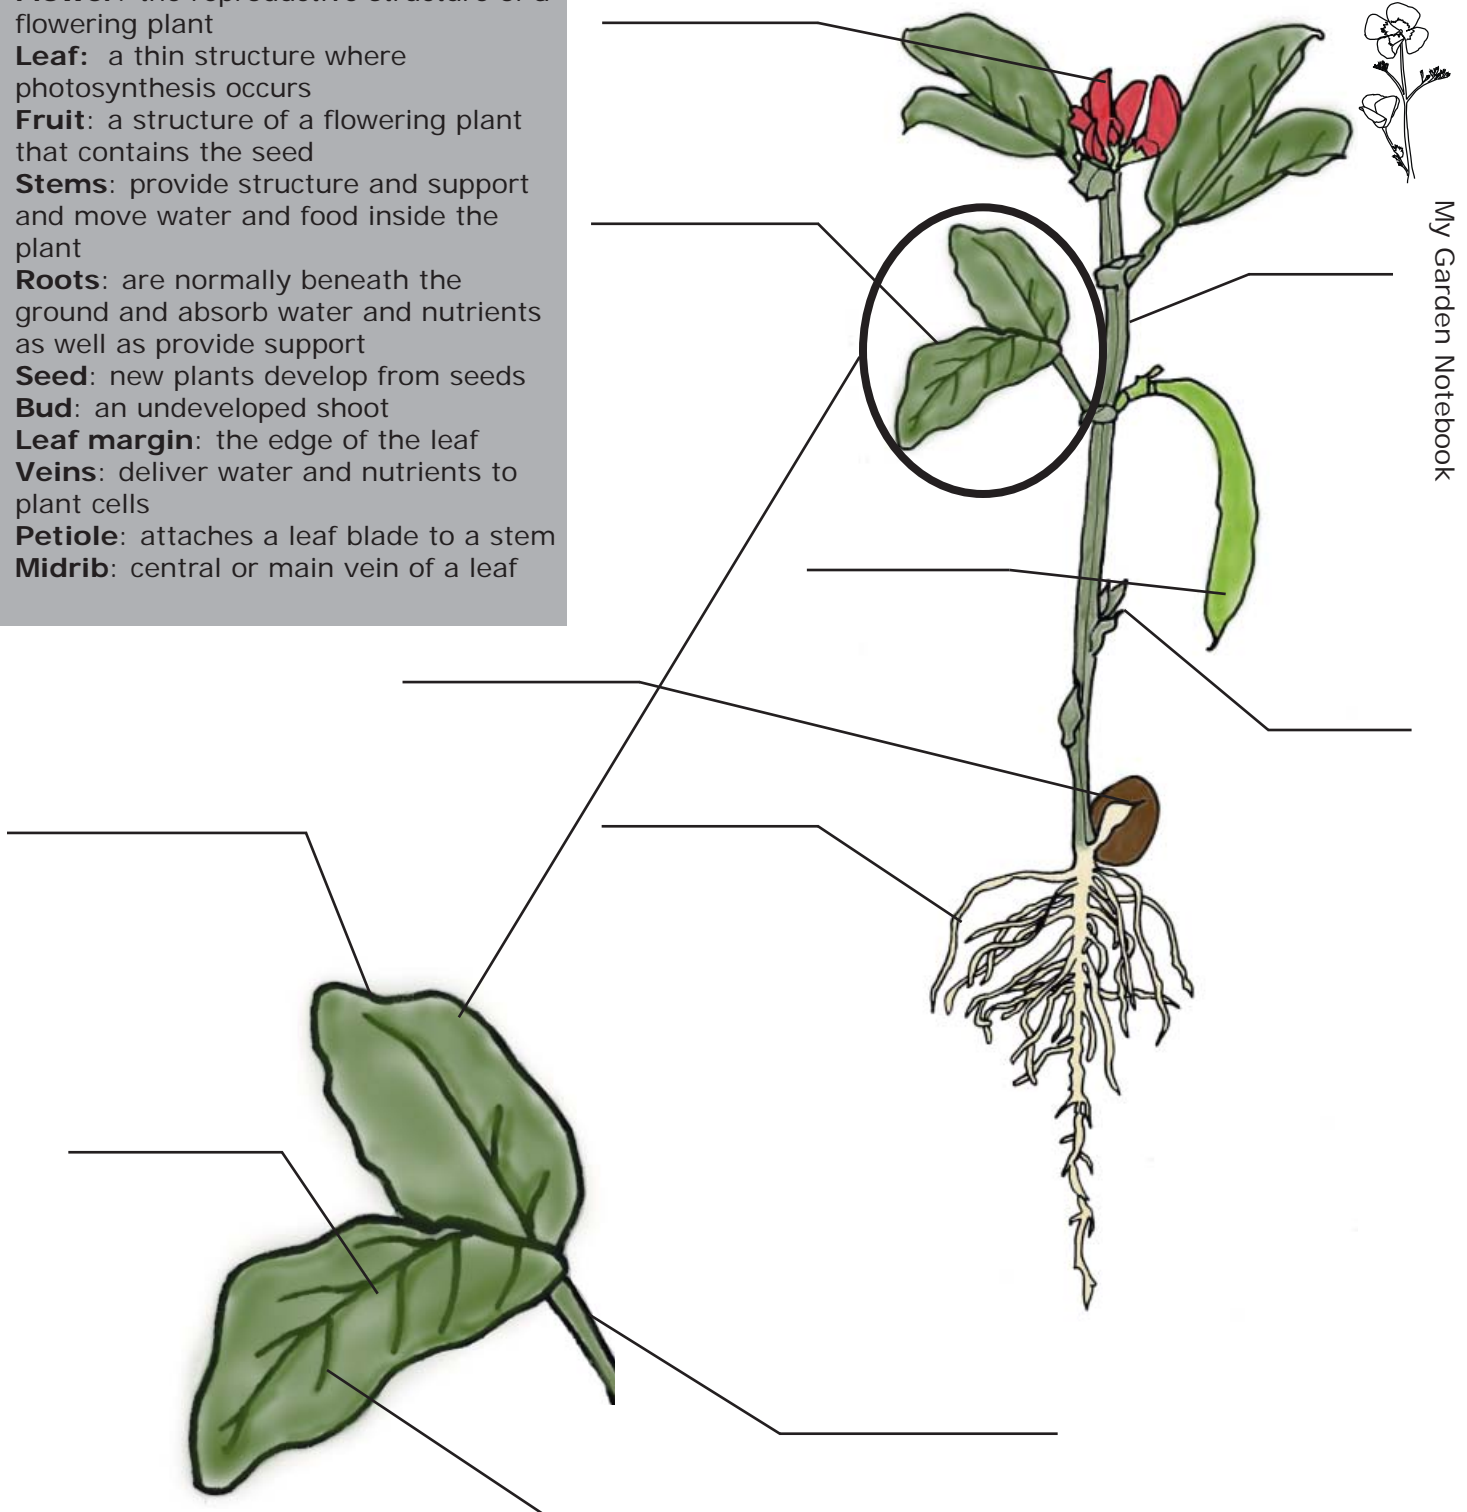 the reproductive structure of a
flowering plant
Leaf: a thin structure where
photosynthesis occurs
Fruit: a structure of a flowering plant
that contains the seed
Stems: provide structure and support
and move water and food inside the
plant
Roots: are normally beneath the
ground and absorb water and nutrients
as well as provide support
Seed: new plants develop from seeds
Bud: an undeveloped shoot
Leaf margin: the edge of the leaf
Veins: deliver water and nutrients to
plant cells
Petiole: attaches a leaf blade to a stem
Midrib: central or main vein of a leaf
My Garden Notebook